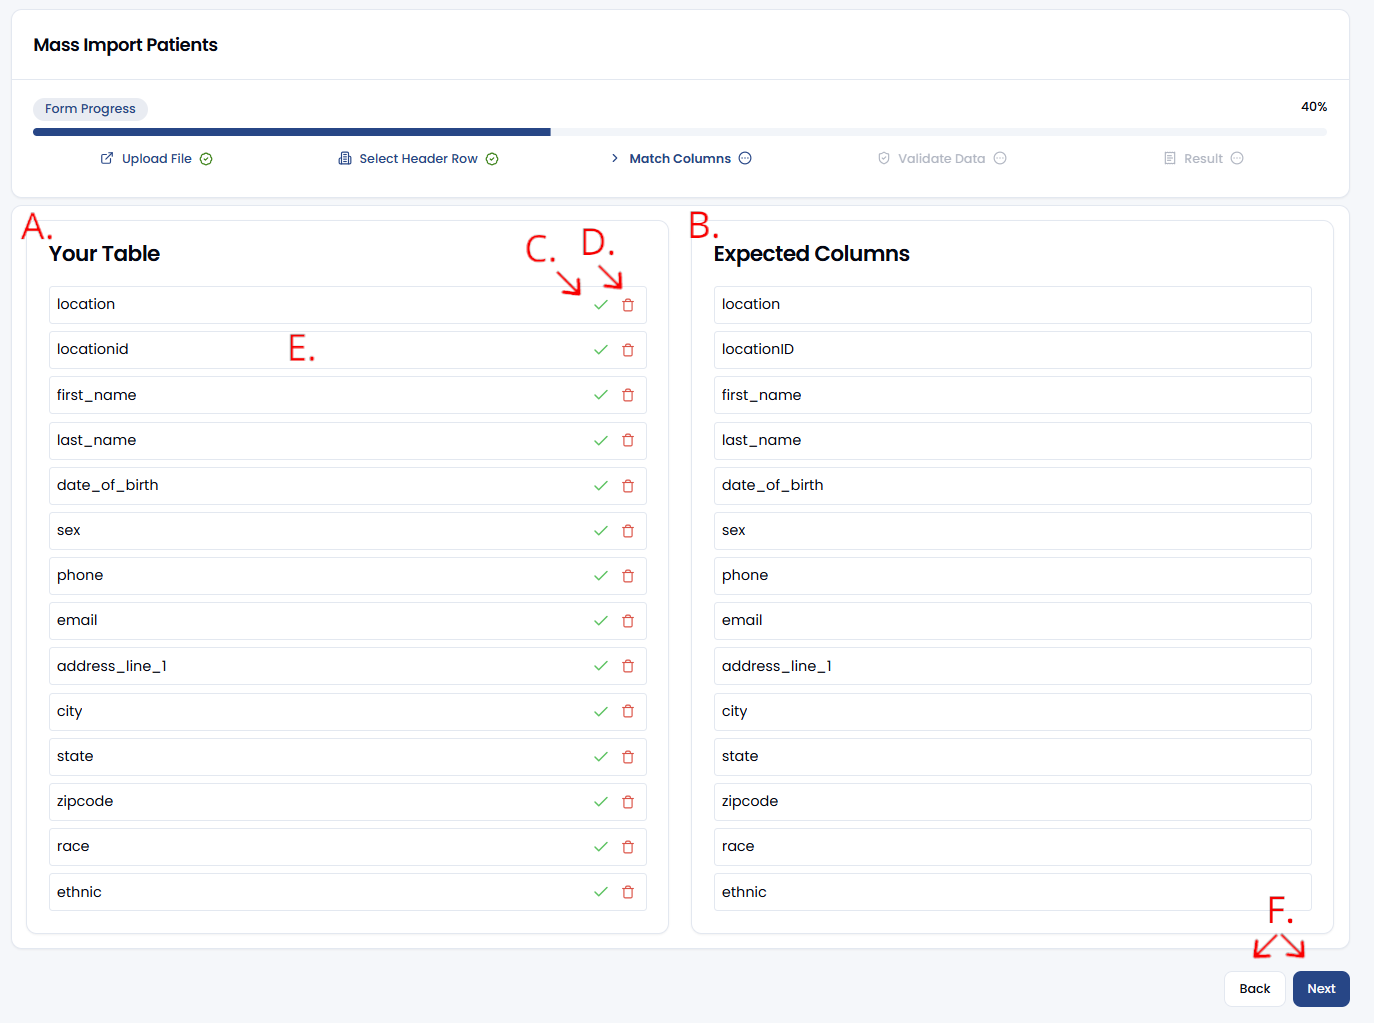 Mass Import Patients
Form Progress
40%
Upload File
Select Header Row
Match Columns
Validate Data
Result
A.
Your Table
C.
D.
location
locationid
E.
first_name
last_name
date_of_birth
sex
phone
email
address_line_1
city
state
zipcode
race
ethnic
B.
Expected Columns
location
locationID
first_name
last_name
date_of_birth
sex
phone
email
address_line_1
city
state
zipcode
race
ethnic
F.
Back
Next